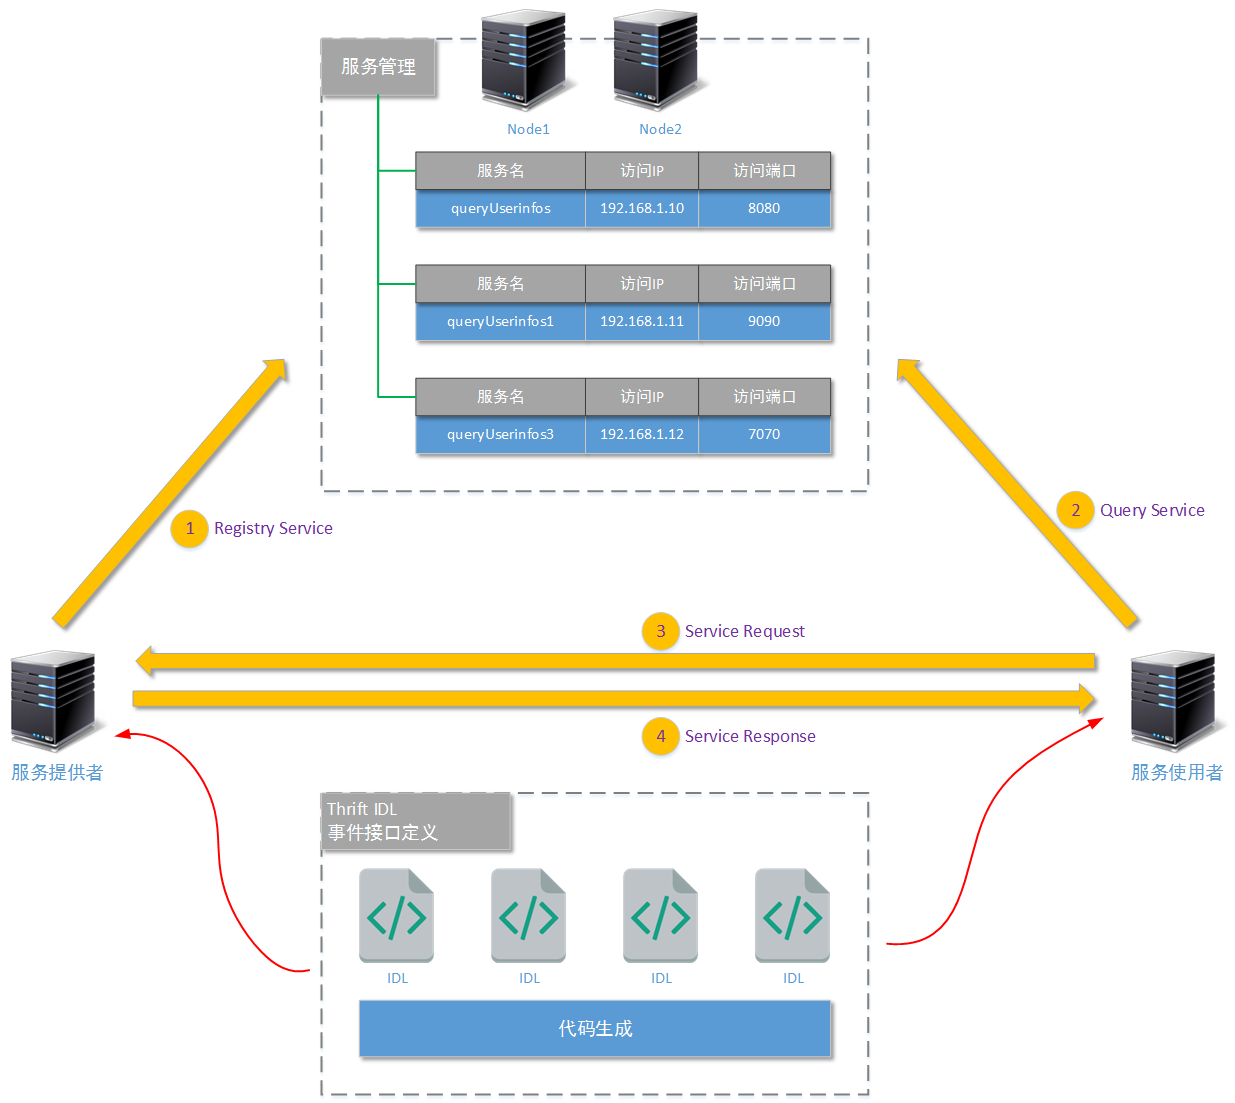 服务管理
Node1
Node2
服务名 访问IP 访问端口
queryUserinfos 192.168.1.10 8080
服务名 访问IP 访问端口
queryUserinfos1 192.168.1.11 9090
服务名 访问IP 访问端口
queryUserinfos3 192.168.1.12 7070
1 Registry Service
2 Query Service
3 Service Request
4 Service Response
服务提供者
服务使用者
Thrift IDL
事件接口定义
IDL
IDL
IDL
IDL
代码生成